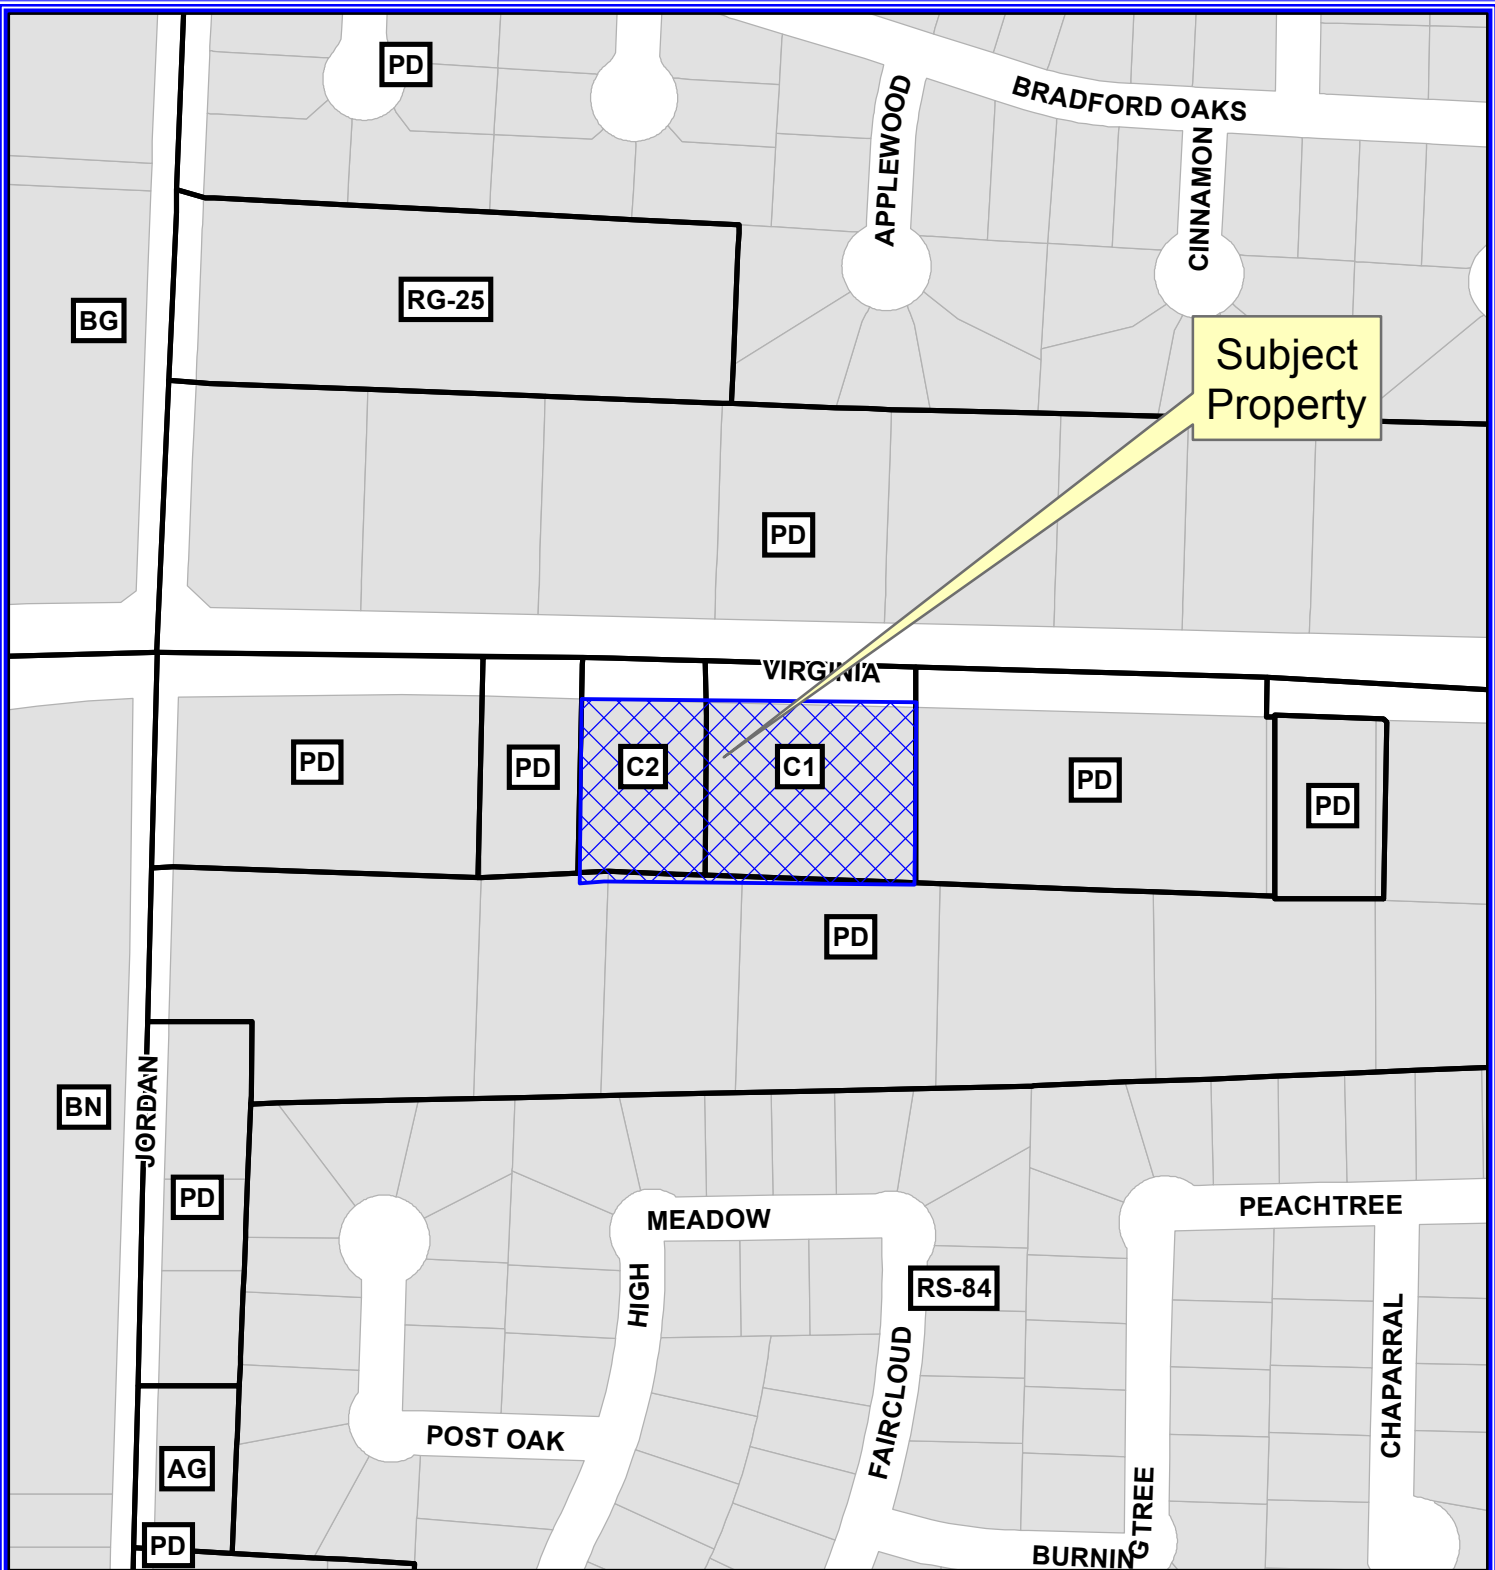 PD
BRADFORD OAKS
APPLEWOOD
CINNAMON
RG-25
BG
Subject
Property
PD
VIRGINIA
PD
PD
C2
C1
PD
PD
PD
BN
JORDAN
PD
MEADOW
PEACHTREE
HIGH
RS-84
FAIRCLOUD
CHAPARRAL
POST OAK
AG
PD
BURNIN
GTREE